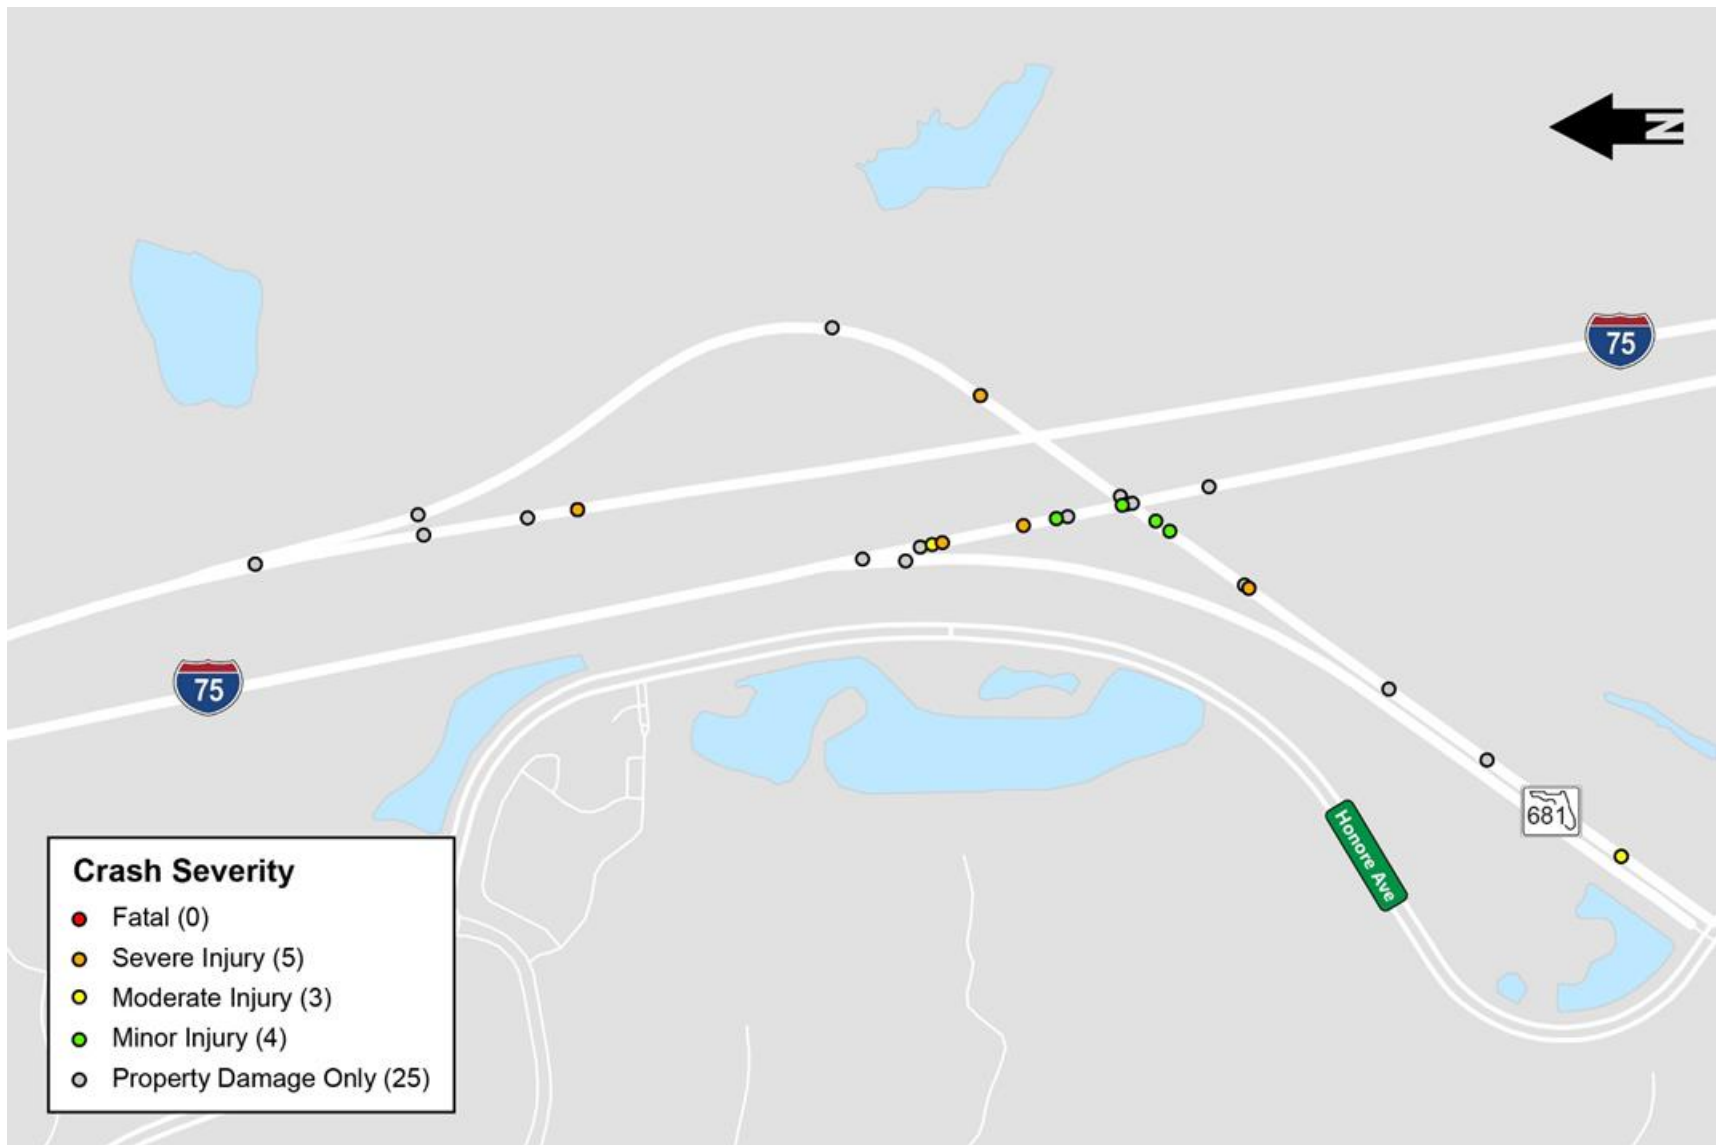 N
75
75
681
Honore Ave
Crash Severity
Fatal (0)
Severe Injury (5)
Moderate Injury (3)
Minor Injury (4)
Property Damage Only (25)